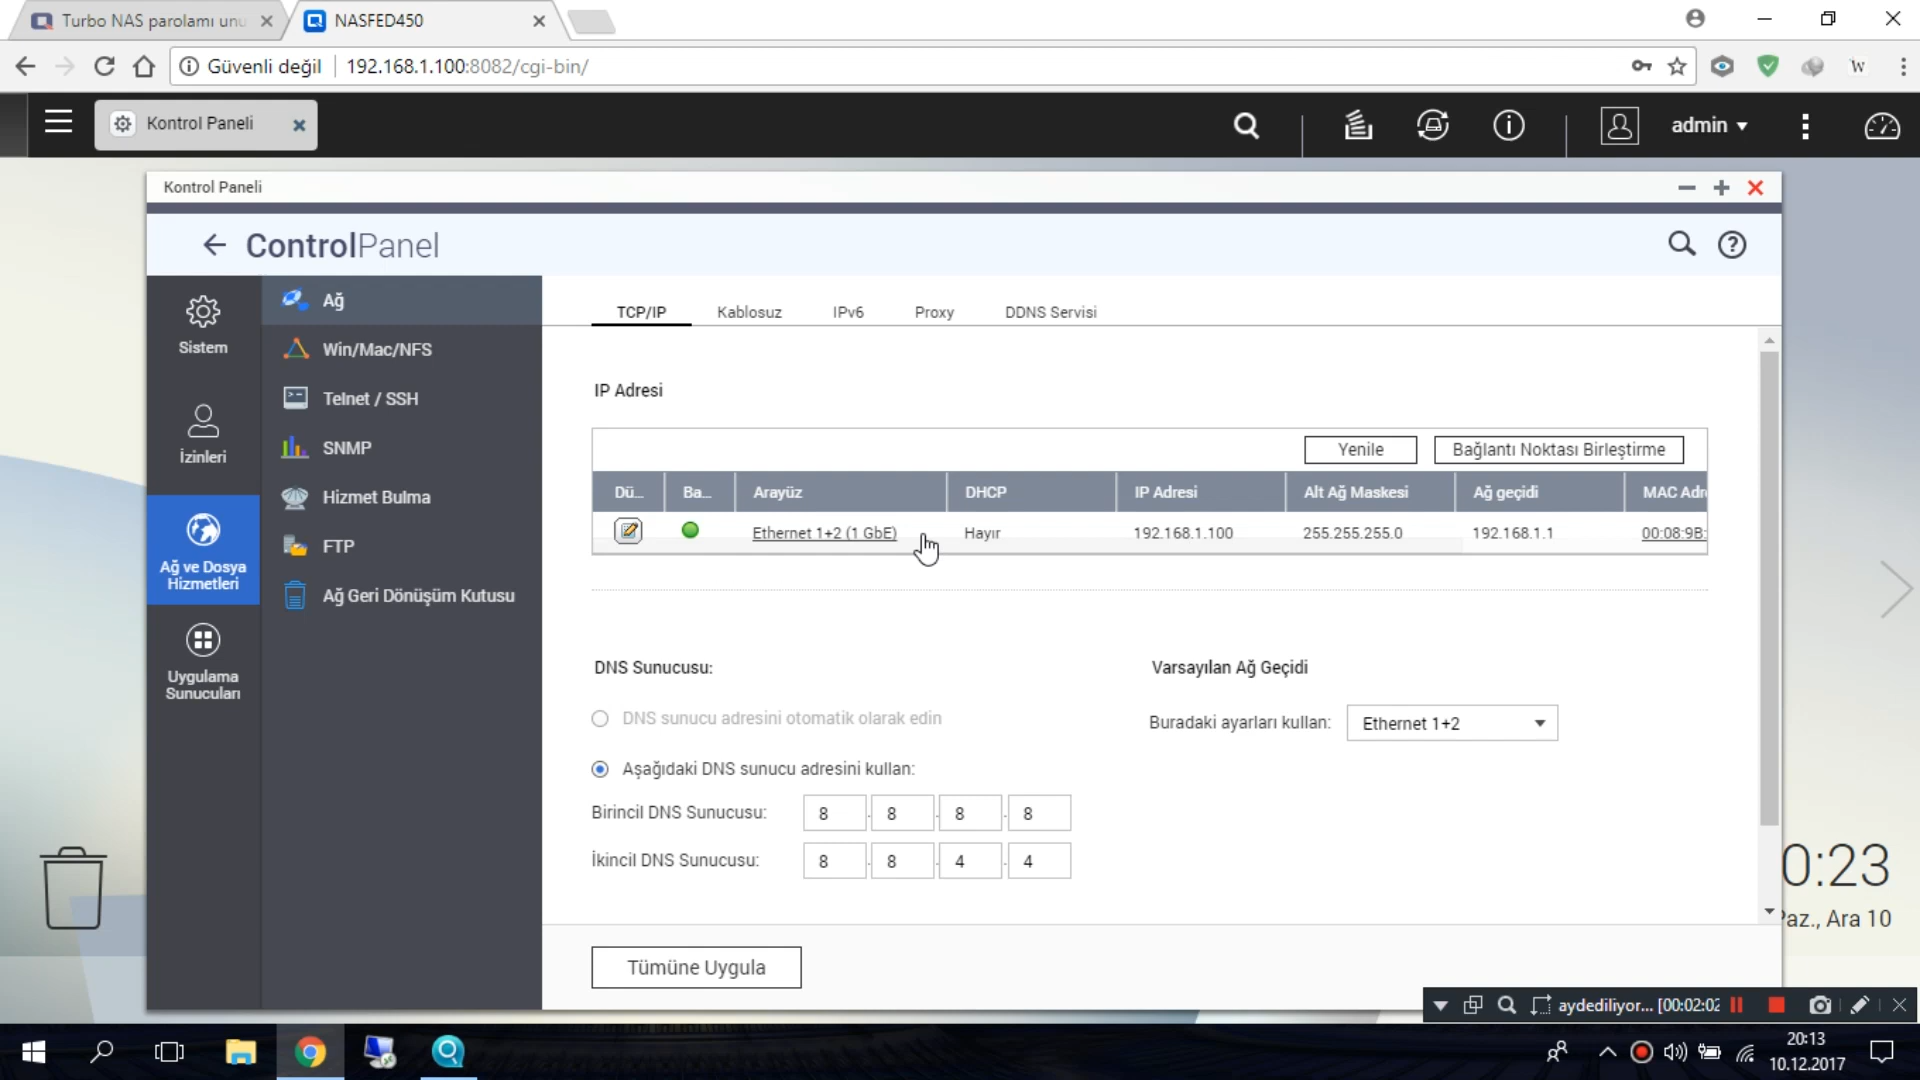 Turbo NAS parolamı unu
NASFED450
Güvenli değil
192.168.1.100:8082/cgi-bin/
W
Kontrol Paneli
admin
Kontrol Paneli
ControlPanel
Sistem
İzinleri
Ağ ve Dosya
Hizmetleri
Uygulama
Sunucuları
Ağ
Win/Mac/NFS
Telnet / SSH
SNMP
Hizmet Bulma
FTP
Ağ Geri Dönüşüm Kutusu
TCP/IP Kablosuz IPv6 Proxy DDNS Servisi
IP Adresi
Yenile Bağlantı Noktası Birleştirme
Dü... Ba... Arayüz DHCP IP Adresi Alt Ağ Maskesi Ağ geçidi MAC Adr
Ethernet 1+2 (1 GbE) Hayır 192.168.1.100 255.255.255.0 192.168.1.1 00:08:9B:
DNS Sunucusu:
DNS sunucu adresini otomatik olarak edin
Aşağıdaki DNS sunucu adresini kullan:
Birincil DNS Sunucusu: 8 . 8 . 8 . 8
İkincil DNS Sunucusu: 8 . 8 . 4 . 4
Varsayılan Ağ Geçidi
Buradaki ayarları kullan: Ethernet 1+2
Tümüne Uygula
0:23
Paz., Ara 10
aydediliyor... [00:02:02
20:13
10.12.2017